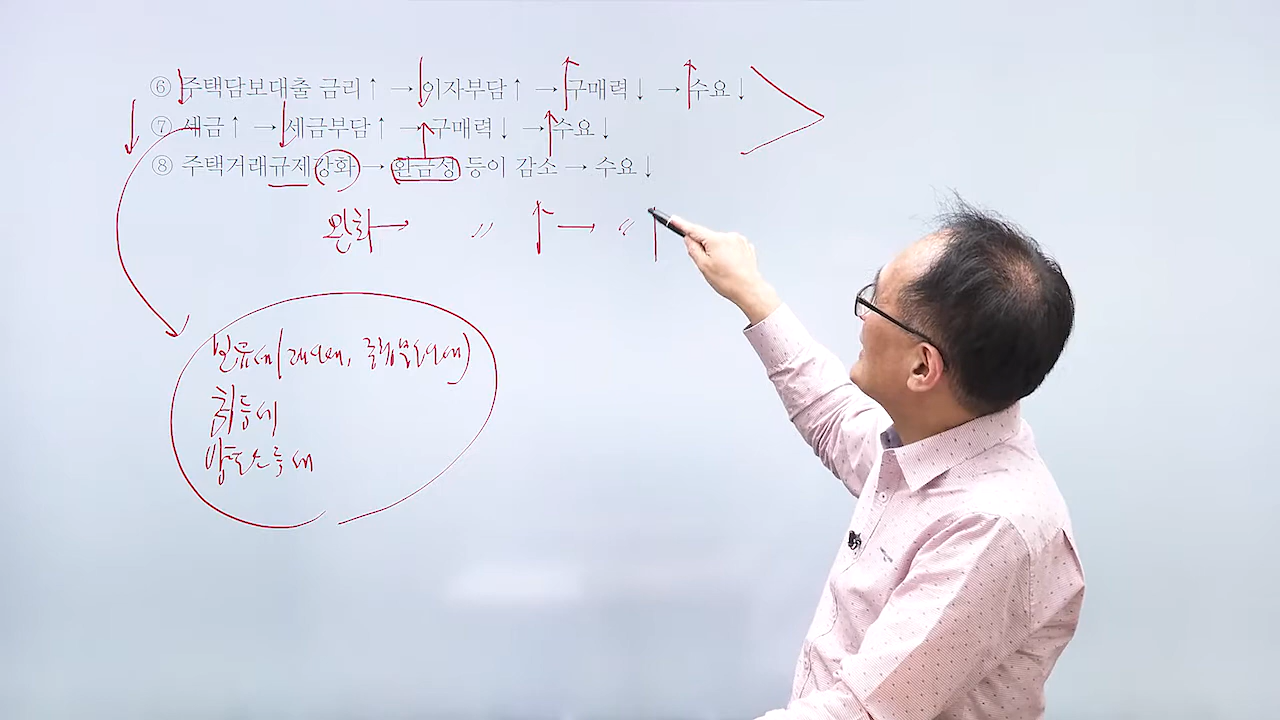 ⑥ 주택담보대출 금리↑ → 이자부담↑ → 구매력↓ → 수요↓
⑦ 세금↑ → 세금부담↑ → 구매력↓ → 수요↓
⑧ 주택거래규제강화 → 환금성 등이 감소 → 수요↓
완화 → 〃 ↑ → 〃 ↑
보유세(재산세, 종합부동산세)
취등세
양도소득세